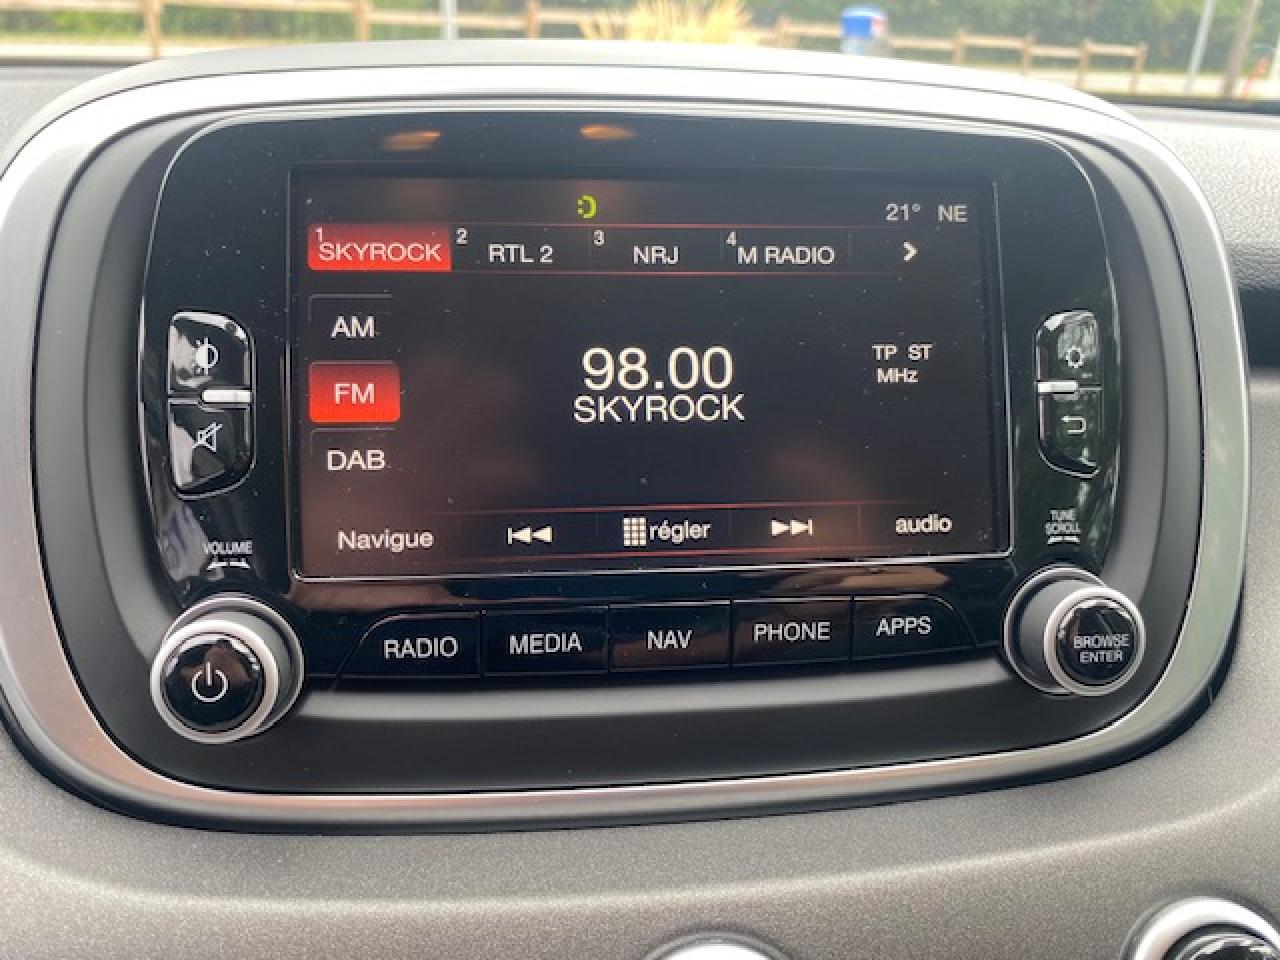 21° NE
1 SKYROCK 2 RTL 2 3 NRJ 4 M RADIO
AM
FM
DAB
98.00
SKYROCK
TP ST
MHz
Navigue régler audio
VOLUME
TUNE
SCROLL
RADIO MEDIA NAV PHONE APPS
BROWSE
ENTER